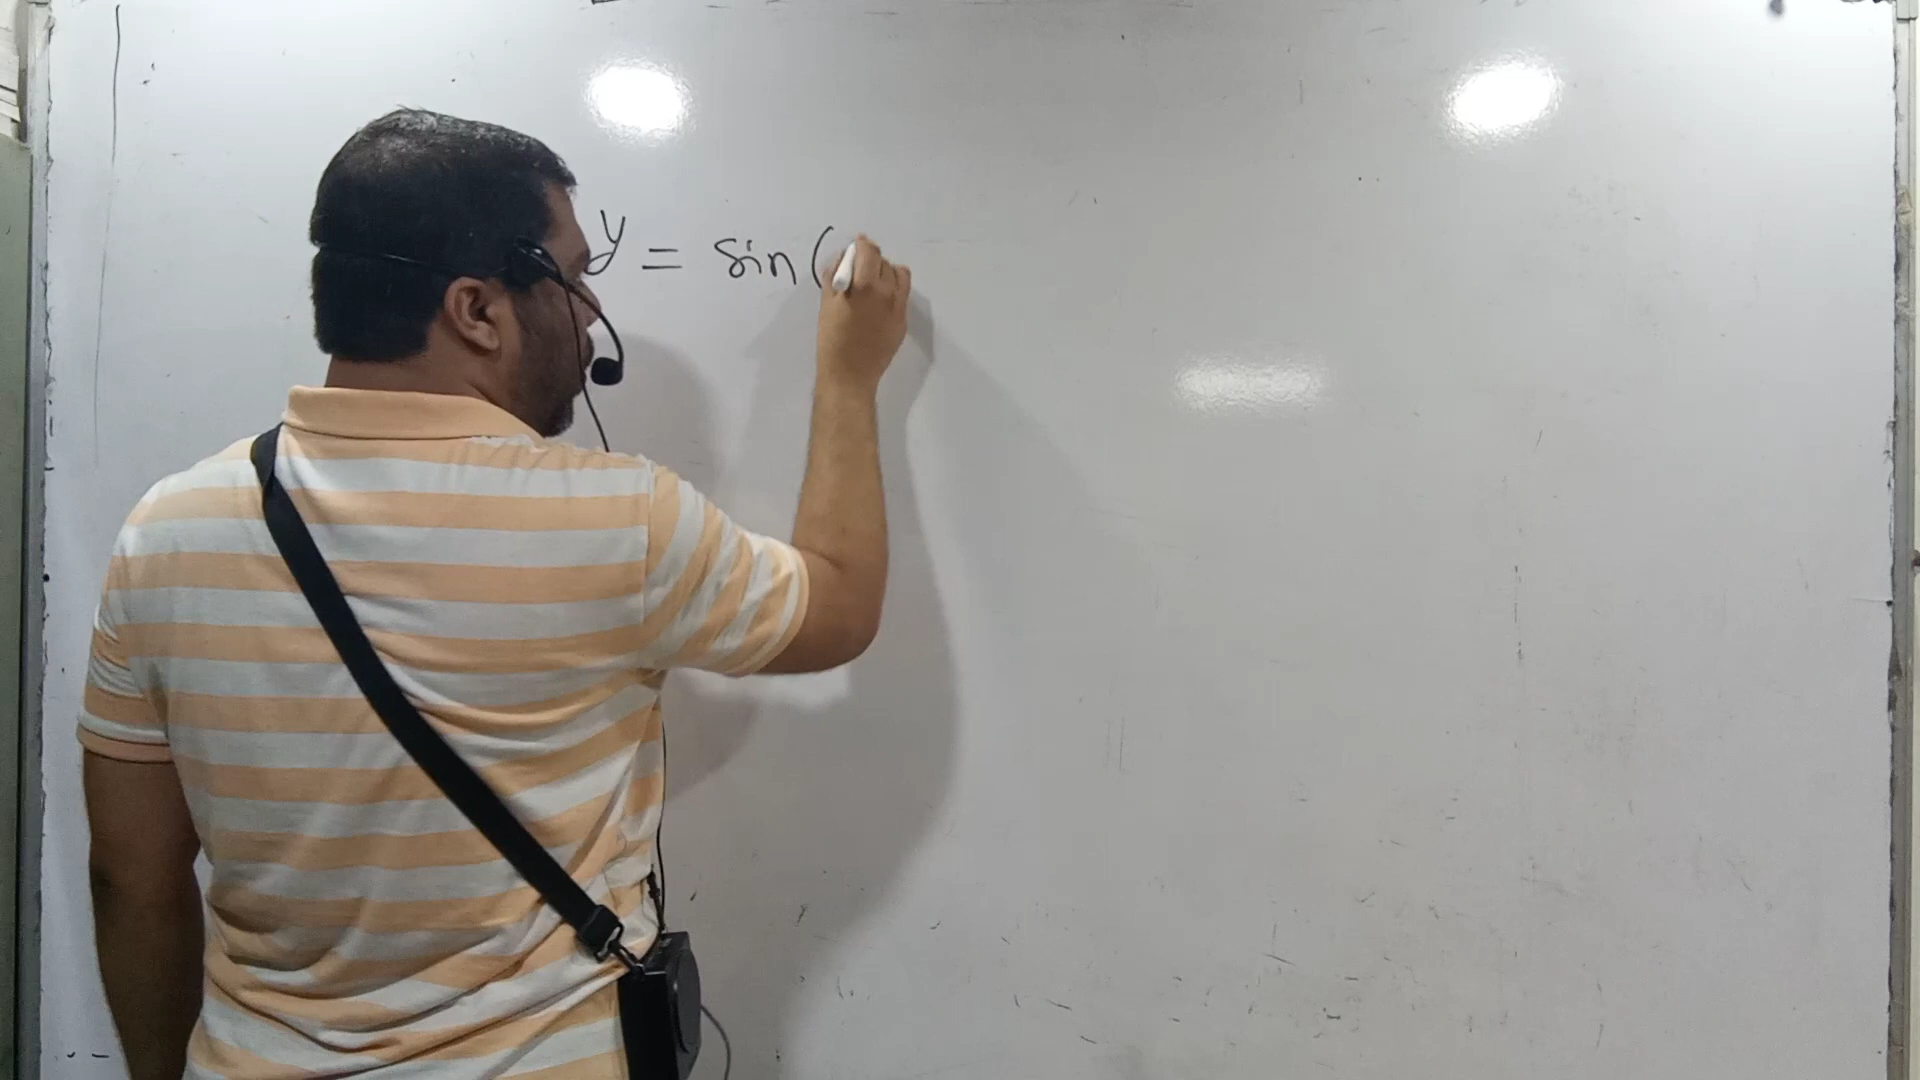 y = sin (